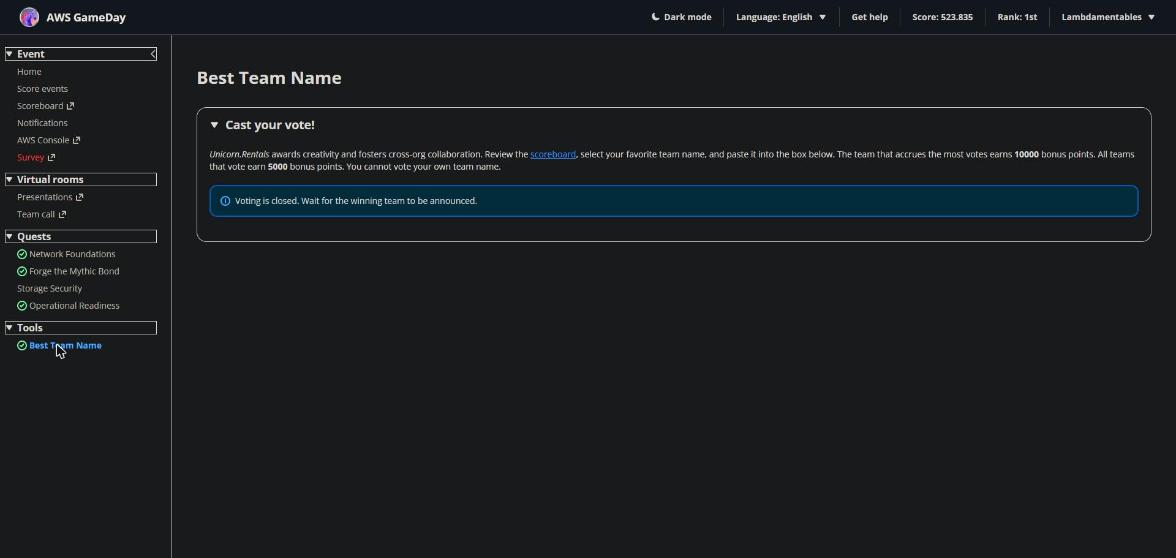 AWS GameDay
Dark mode
Language: English
Get help
Score: 523.835
Rank: 1st
Lambdamentables
Event
Home
Score events
Scoreboard
Notifications
AWS Console
Survey
Virtual rooms
Presentations
Team call
Quests
Network Foundations
Forge the Mythic Bond
Storage Security
Operational Readiness
Tools
Best Team Name
Best Team Name
Cast your vote!
Unicorn.Rentals awards creativity and fosters cross-org collaboration. Review the scoreboard, select your favorite team name, and paste it into the box below. The team that accrues the most votes earns 10000 bonus points. All teams
that vote earn 5000 bonus points. You cannot vote your own team name.
Voting is closed. Wait for the winning team to be announced.